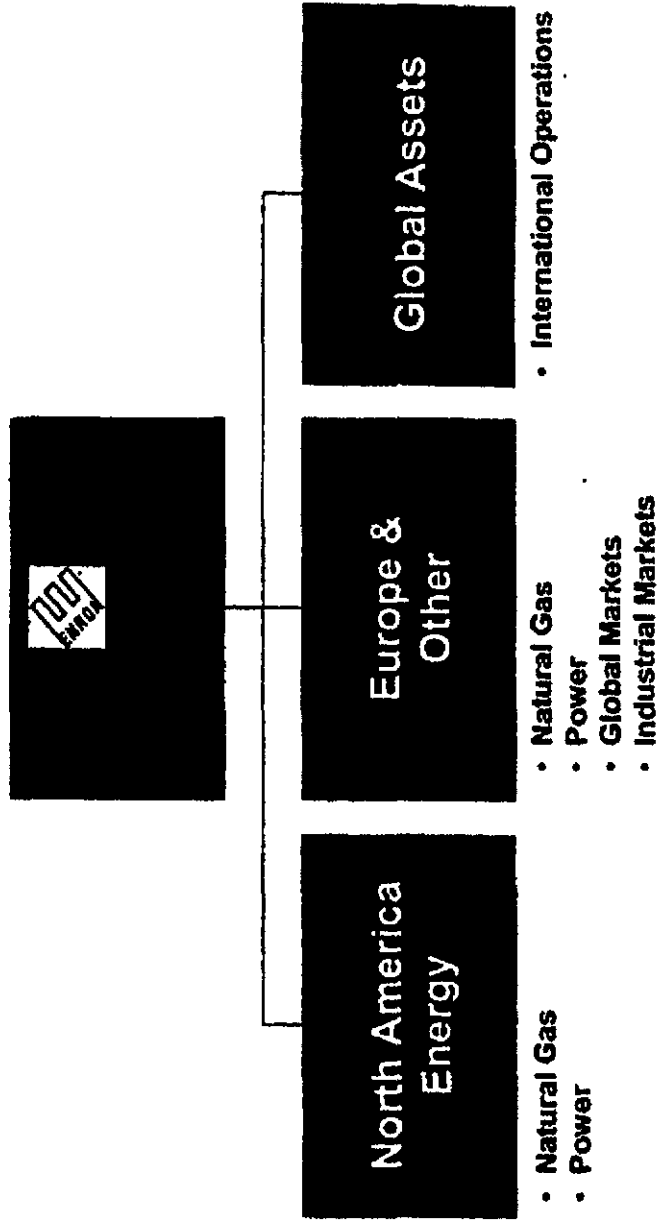 ENRON
North America
Energy
• Natural Gas
• Power
Europe &
Other
• Natural Gas
• Power
• Global Markets
• Industrial Markets
Global Assets
• International Operations